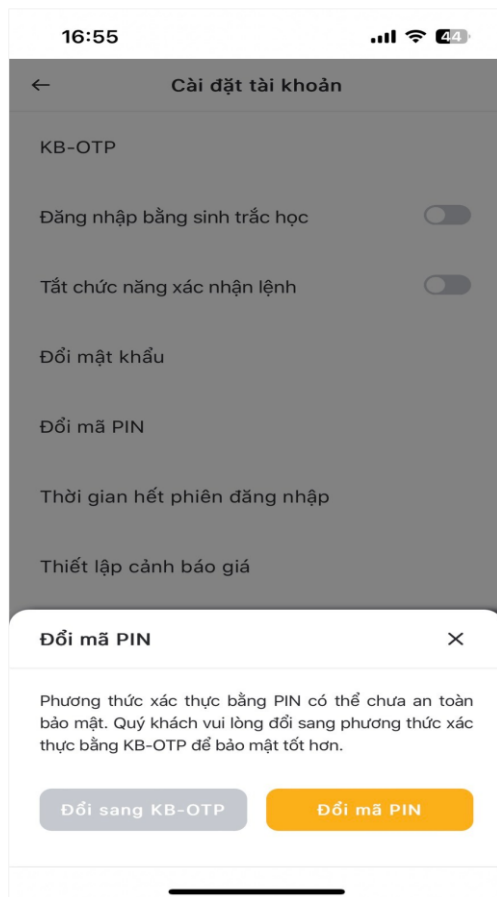 16:55
44
Cài đặt tài khoản
KB-OTP
Đăng nhập bằng sinh trắc học
Tắt chức năng xác nhận lệnh
Đổi mật khẩu
Đổi mã PIN
Thời gian hết phiên đăng nhập
Thiết lập cảnh báo giá
Đổi mã PIN
Phương thức xác thực bằng PIN có thể chưa an toàn
bảo mật. Quý khách vui lòng đổi sang phương thức xác
thực bằng KB-OTP để bảo mật tốt hơn.
Đổi sang KB-OTP
Đổi mã PIN